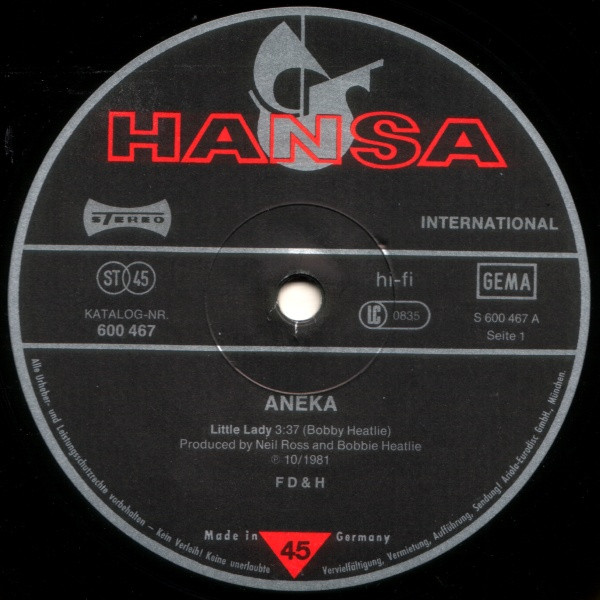 HANSA
STEREO
INTERNATIONAL
ST 45
hi-fi
GEMA
KATALOG-NR.
600 467
LC 0835
S 600 467 A
Seite 1
ANEKA
Little Lady 3:37 (Bobby Heatlie)
Produced by Neil Ross and Bobbie Heatlie
℗ 10/1981
F D & H
Made in Germany
45
Alle Urheber- und Leistungsschutzrechte vorbehalten – Kein Verleih! Keine unerlaubte Vervielfältigung, Vermietung, Aufführung, Sendung! Ariola-Eurodisc GmbH., München.